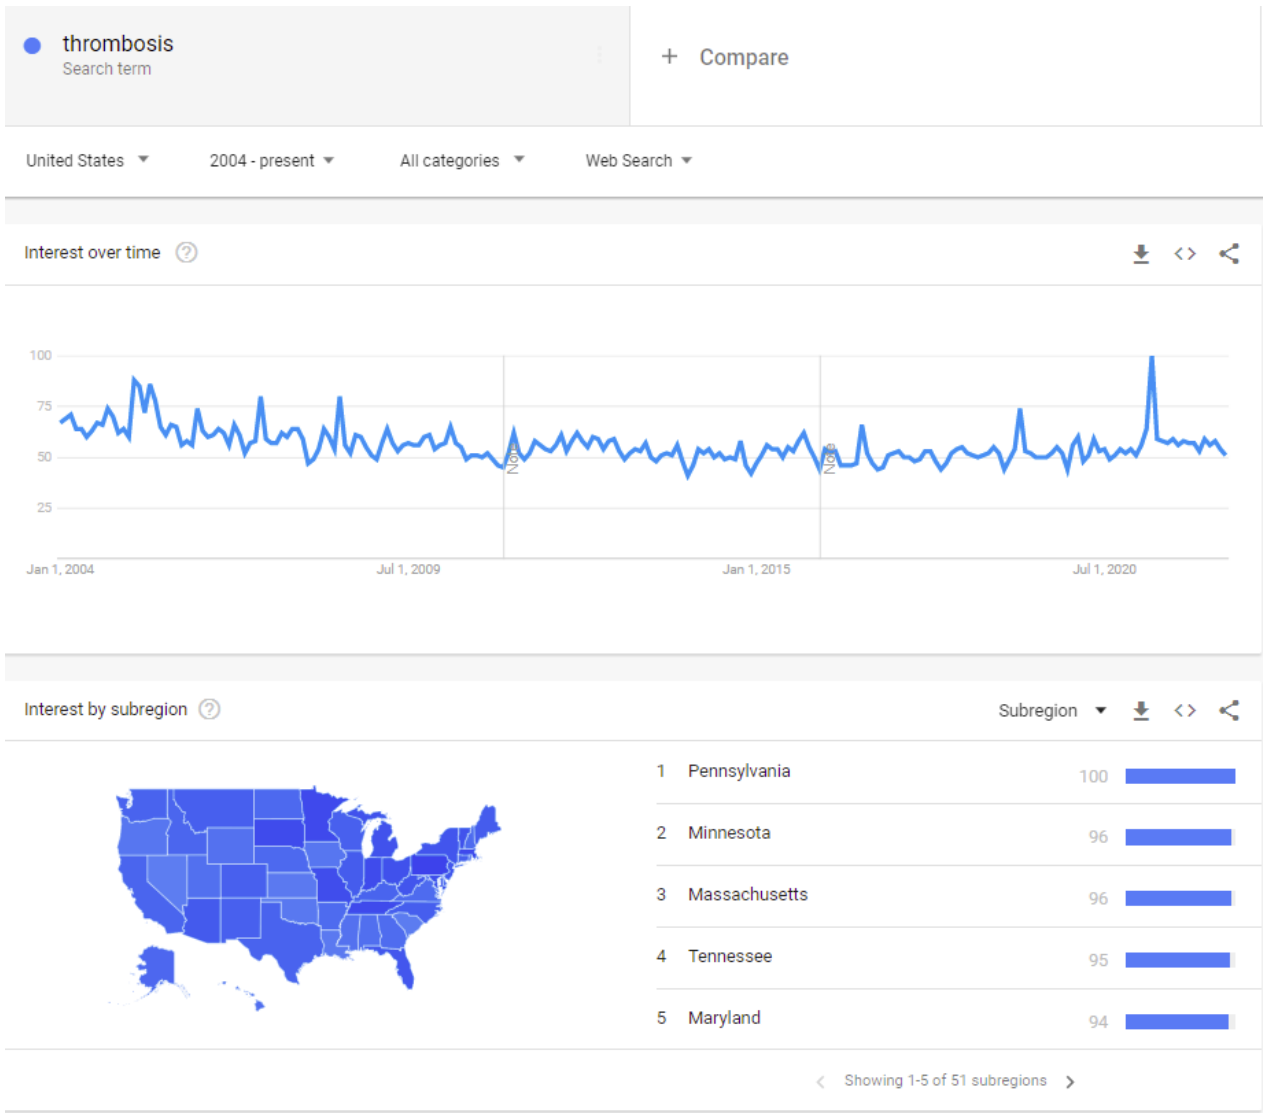 thrombosis
Search term
+ Compare
United States
2004 - present
All categories
Web Search
Interest over time
100
75
50
25
Note
Note
Jan 1, 2004
Jul 1, 2009
Jan 1, 2015
Jul 1, 2020
Interest by subregion
Subregion
1 Pennsylvania 100
2 Minnesota 96
3 Massachusetts 96
4 Tennessee 95
5 Maryland 94
Showing 1-5 of 51 subregions